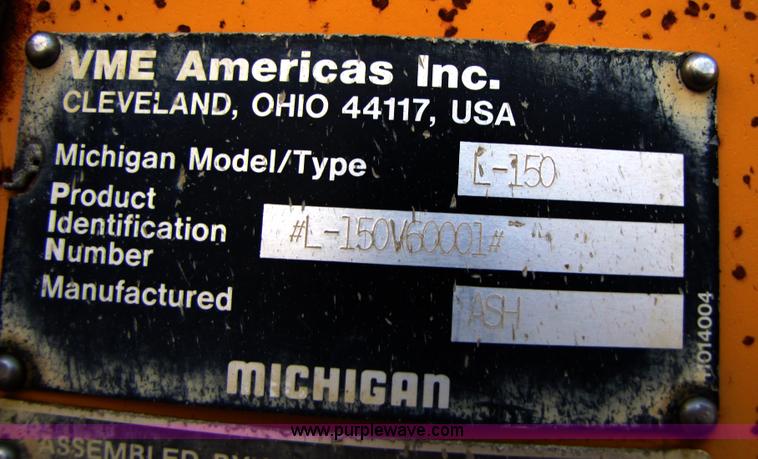 VME Americas Inc.
CLEVELAND, OHIO 44117, USA
Michigan Model/Type L-150
Product
Identification
Number #L-150V60001#
Manufactured ASH
MICHIGAN
1014004
www.purplewave.com
ASSEMBLED